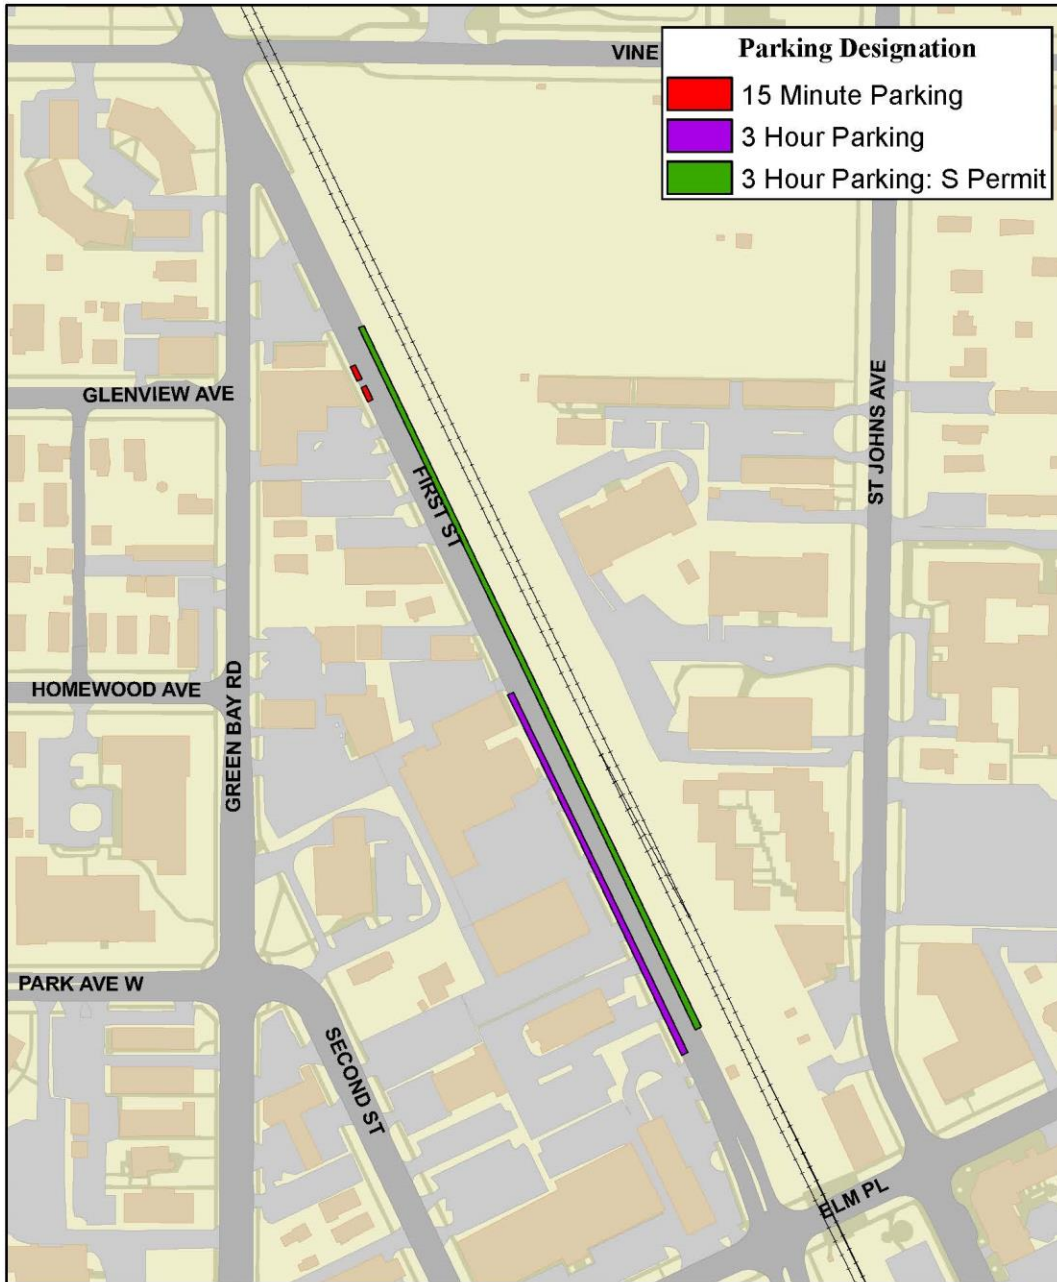 VINE
Parking Designation
15 Minute Parking
3 Hour Parking
3 Hour Parking: S Permit
GLENVIEW AVE
ST JOHNS AVE
FIRST ST
HOMEWOOD AVE
GREEN BAY RD
PARK AVE W
SECOND ST
ELM PL